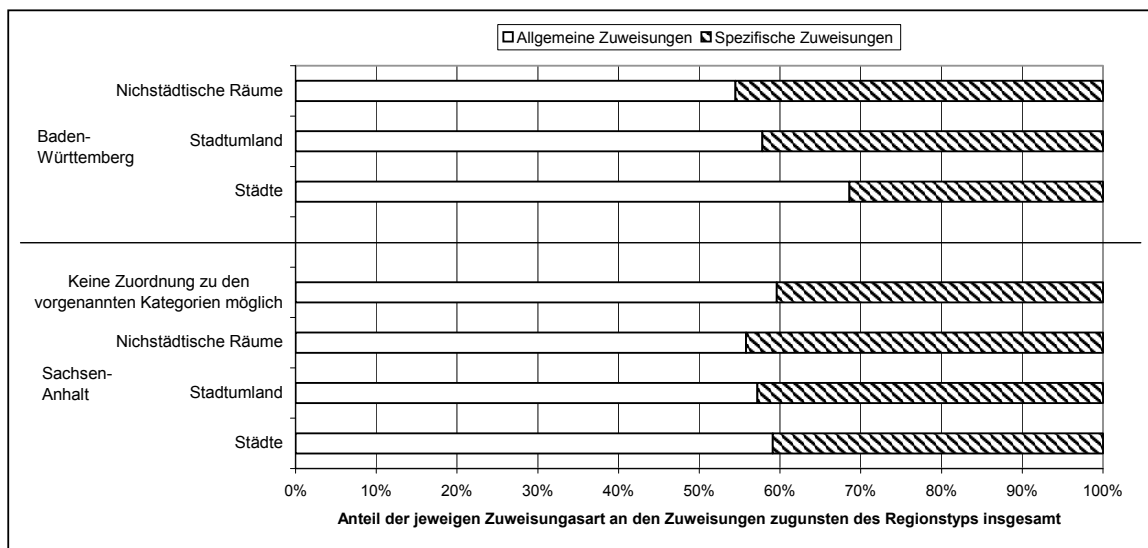 Allgemeine Zuweisungen Spezifische Zuweisungen
Nichstädtische Räume
Baden-
Württemberg
Stadtumland
Städte
Keine Zuordnung zu den
vorgenannten Kategorien möglich
Nichstädtische Räume
Sachsen-
Anhalt
Stadtumland
Städte
0% 10% 20% 30% 40% 50% 60% 70% 80% 90% 100%
Anteil der jeweigen Zuweisungasart an den Zuweisungen zugunsten des Regionstyps insgesamt